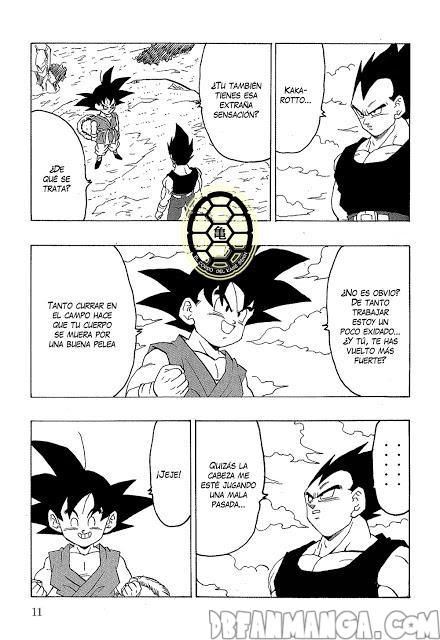 KAKA-
ROTTO...
¿TU TAMBIÉN
TIENES ESA
EXTRAÑA
SENSACIÓN?
¿DE
QUÉ SE
TRATA?
亀
¿NO ES OBVIO?
DE TANTO
TRABAJAR
ESTOY UN
POCO EXIDADO...
¿Y TÚ, TE HAS
VUELTO MÁS
FUERTE?
TANTO CURRAR EN
EL CAMPO HACE
QUE TU CUERPO
SE MUERA POR
UNA BUENA PELEA
QUIZÁS LA
CABEZA ME
ESTÉ JUGANDO
UNA MALA
PASADA...
¡JEJE!
11
DBFANMANGA.COM